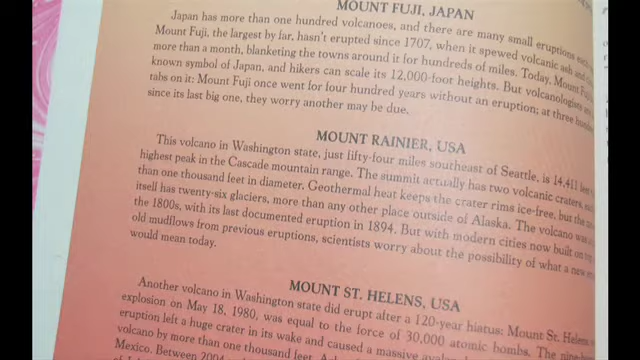 MOUNT FUJI, JAPAN
Japan has more than one hundred volcanoes, and there are many small eruptions
Mount Fuji, the largest by far, hasn't erupted since 1707, when it spewed volcanic ash and
more than a month, blanketing the towns around it for hundreds of miles. Today, Mount Fuji
known symbol of Japan, and hikers can scale its 12,000-foot heights. But volcanologists
tabs on it: Mount Fuji once went for four hundred years without an eruption; at three hundred
since its last big one, they worry another may be due.
MOUNT RAINIER, USA
This volcano in Washington state, just fifty-four miles southeast of Seattle, is 14,411
highest peak in the Cascade mountain range. The summit actually has two volcanic craters,
than one thousand feet in diameter. Geothermal heat keeps the crater rims ice-free, but the
itself has twenty-six glaciers, more than any other place outside of Alaska. The volcano was
the 1800s, with its last documented eruption in 1894. But with modern cities now built on
old mudflows from previous eruptions, scientists worry about the possibility of what a new
would mean today.
MOUNT ST. HELENS, USA
Another volcano in Washington state did erupt after a 120-year hiatus: Mount St. Helens
explosion on May 18, 1980, was equal to the force of 30,000 atomic bombs. The
eruption left a huge crater in its wake and caused a massive
volcano by more than one thousand feet.
Mexico. Between 2004